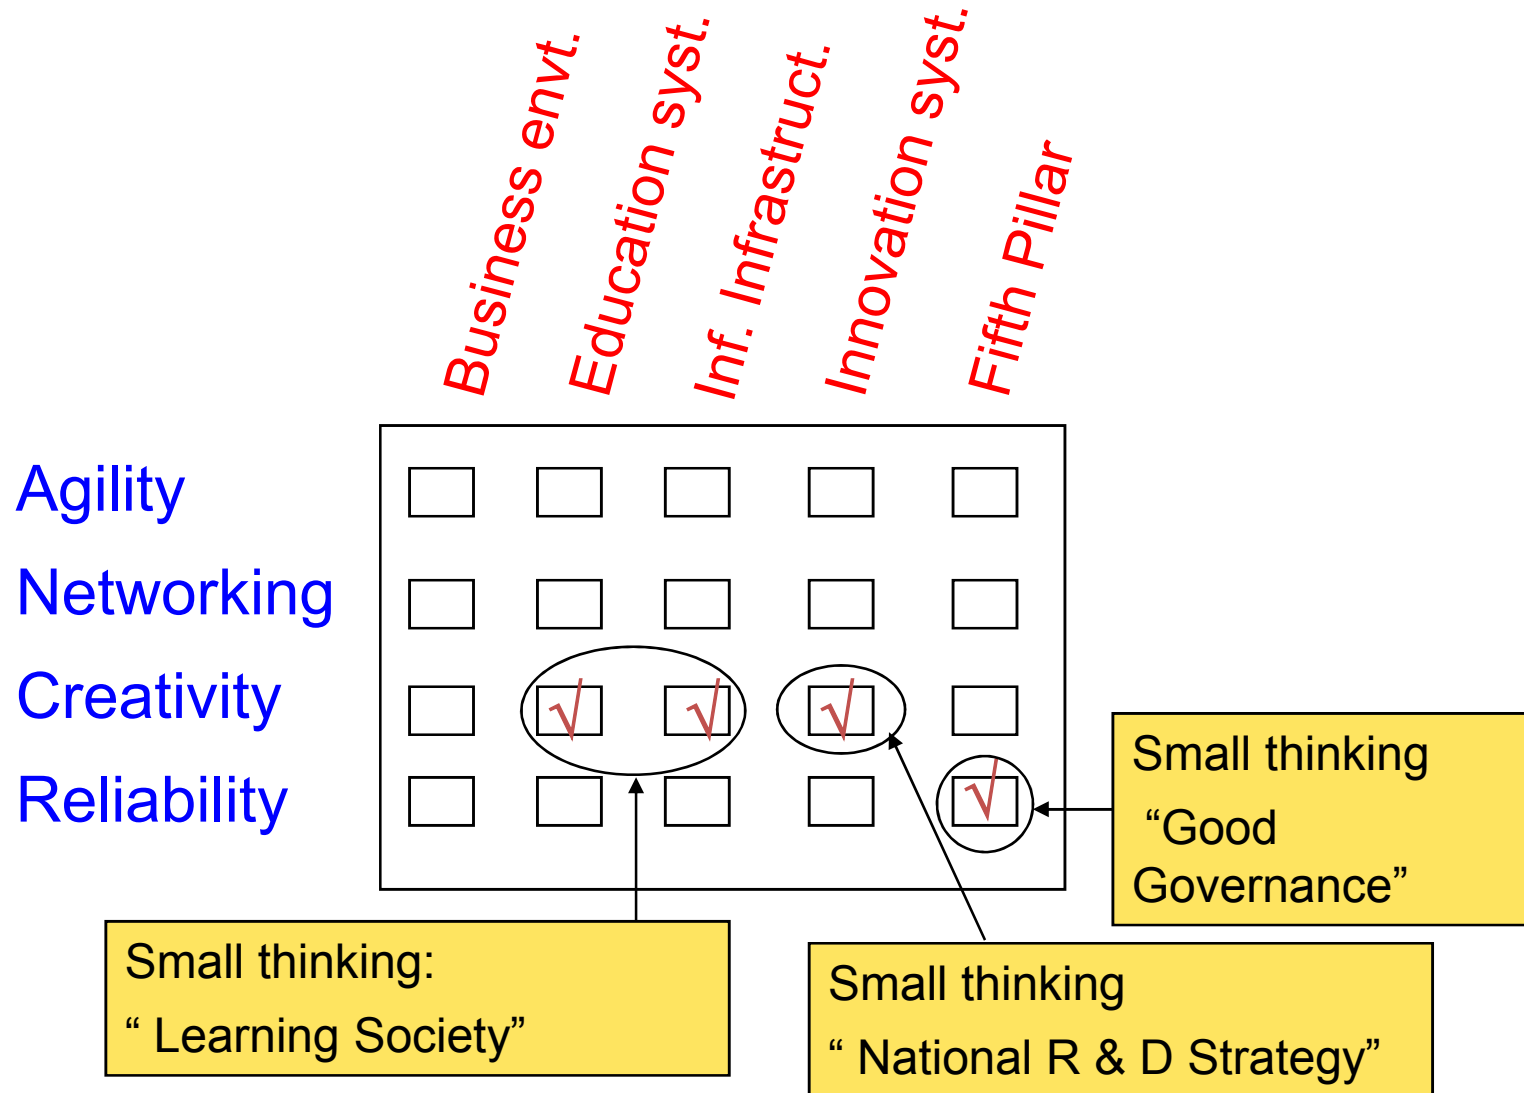 Business envt.
Education syst.
Inf. Infrastruct.
Innovation syst.
Fifth Pillar
Agility
Networking
Creativity
√ √ √
Reliability
√
Small thinking
“Good
Governance”
Small thinking:
“ Learning Society”
Small thinking
“ National R & D Strategy”